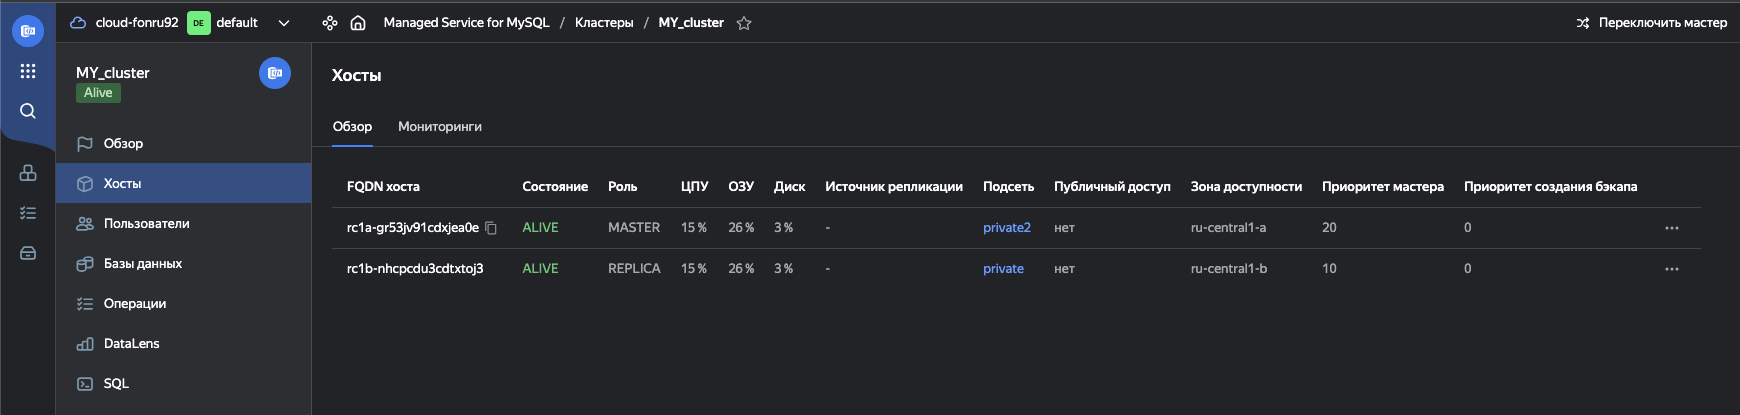 cloud-fonru92 DE default
Managed Service for MySQL / Кластеры / MY_cluster
Переключить мастер
MY_cluster
Alive
Обзор
Хосты
Пользователи
Базы данных
Операции
DataLens
SQL
Хосты
Обзор Мониторинги
FQDN хоста Состояние Роль ЦПУ ОЗУ Диск Источник репликации Подсеть Публичный доступ Зона доступности Приоритет мастера Приоритет создания бэкапа
rc1a-gr53jv91cdxjea0e ALIVE MASTER 15 % 26 % 3 % - private2 нет ru-central1-a 20 0
rc1b-nhcpcdu3cdtxtoj3 ALIVE REPLICA 15 % 26 % 3 % - private нет ru-central1-b 10 0